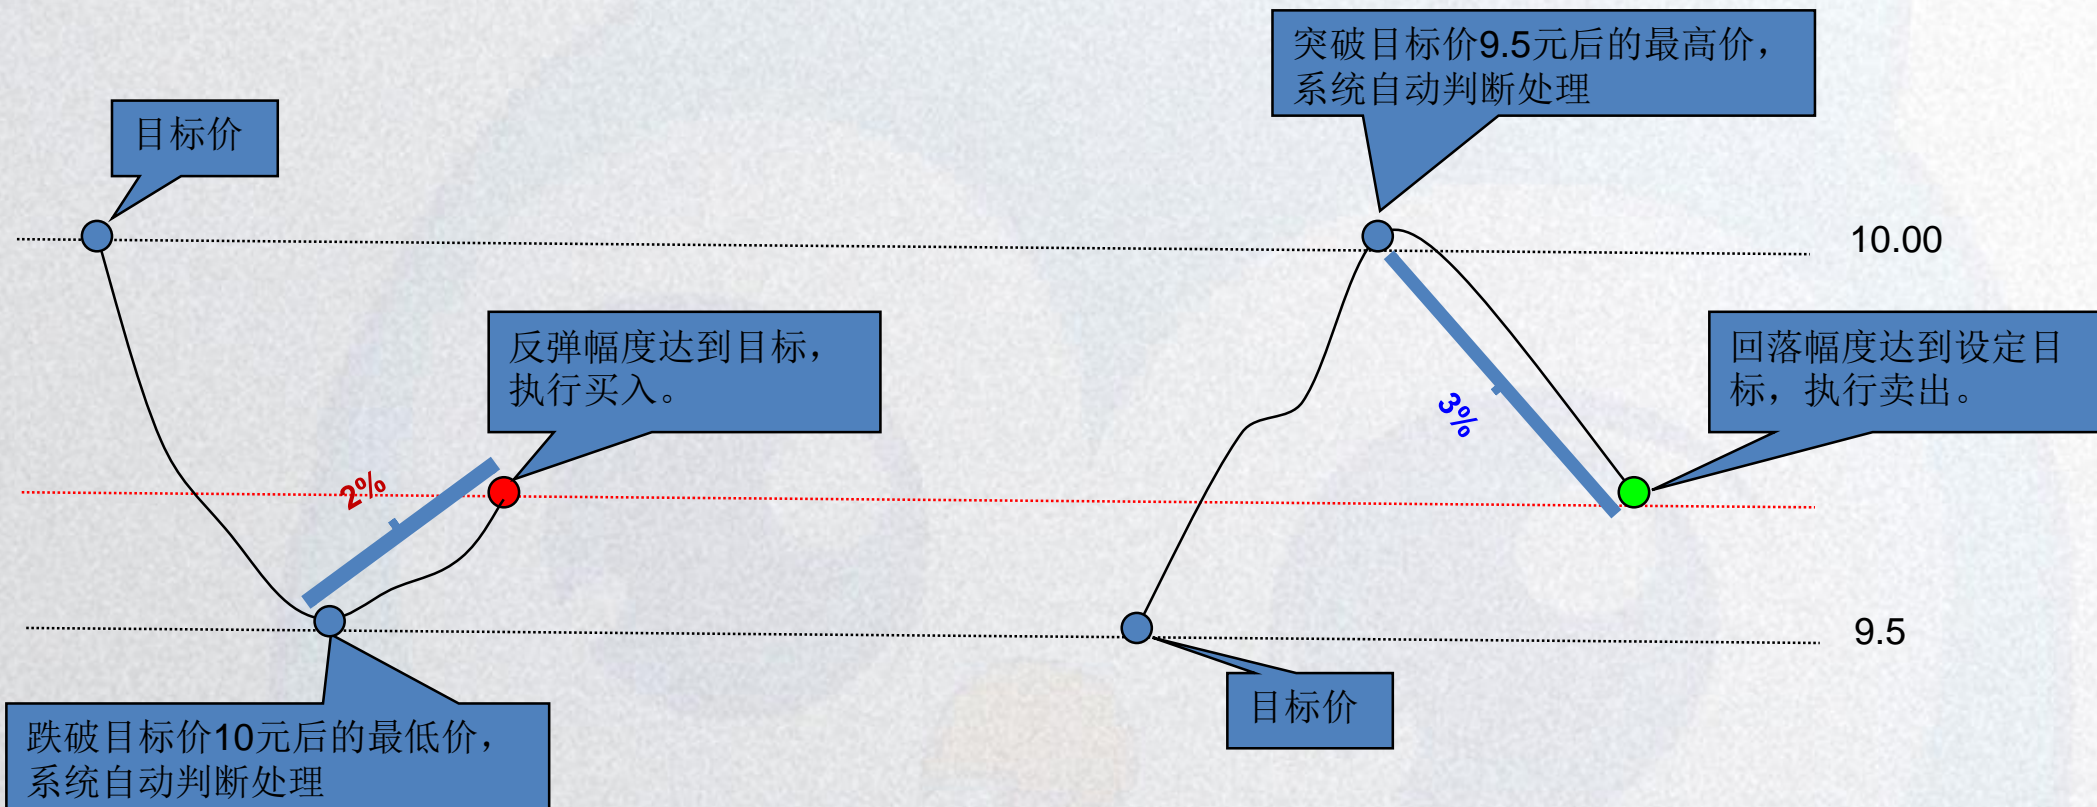 突破目标价9.5元后的最高价，
系统自动判断处理
目标价
10.00
反弹幅度达到目标，
执行买入。
回落幅度达到设定目
标，执行卖出。
3%
2%
9.5
目标价
跌破目标价10元后的最低价，
系统自动判断处理